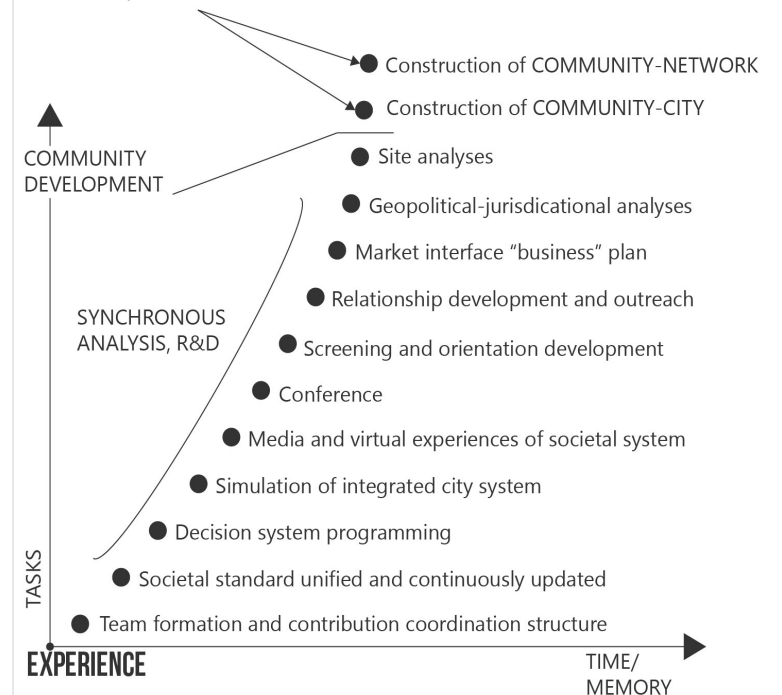 Construction of COMMUNITY-NETWORK
Construction of COMMUNITY-CITY
COMMUNITY
DEVELOPMENT
Site analyses
Geopolitical-jurisdicational analyses
Market interface “business” plan
Relationship development and outreach
SYNCHRONOUS
ANALYSIS, R&D
Screening and orientation development
Conference
Media and virtual experiences of societal system
Simulation of integrated city system
Decision system programming
TASKS
Societal standard unified and continuously updated
Team formation and contribution coordination structure
EXPERIENCE
TIME/
MEMORY